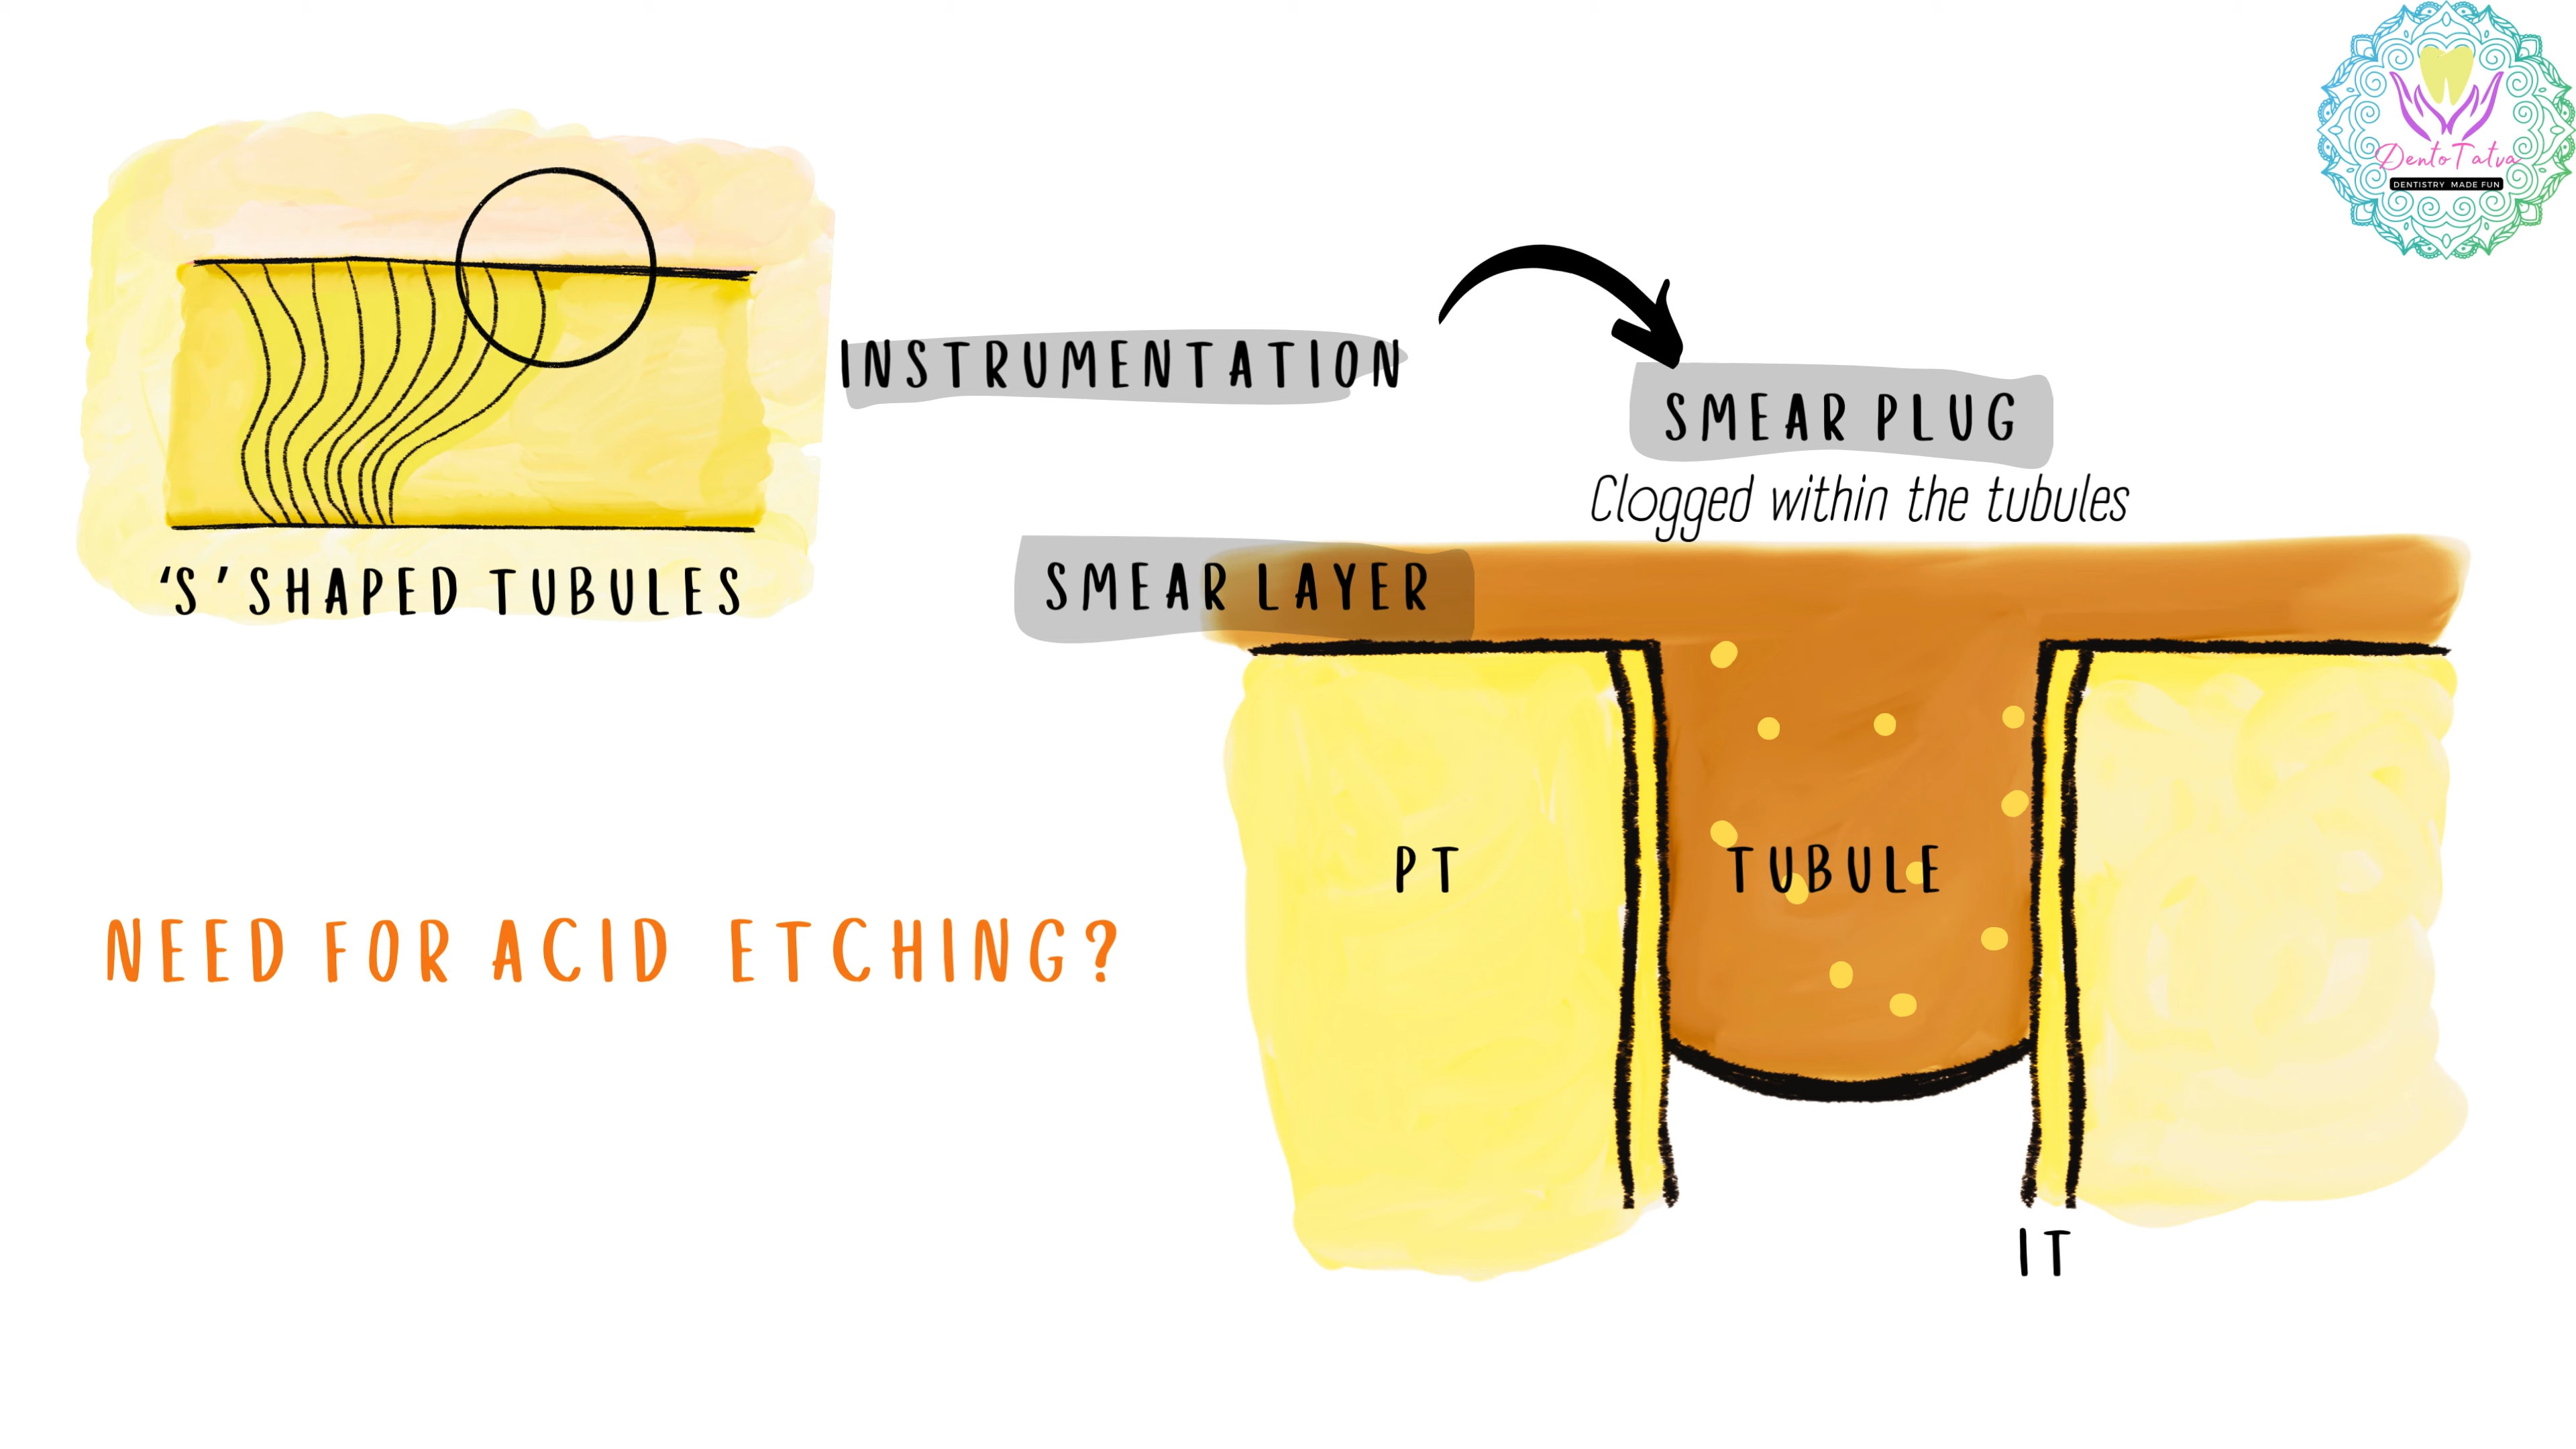 DentoTatva
DENTISTRY MADE FUN
INSTRUMENTATION
SMEAR PLUG
Clogged within the tubules
SMEAR LAYER
'S' SHAPED TUBULES
PT
TUBULE
NEED FOR ACID ETCHING?
IT